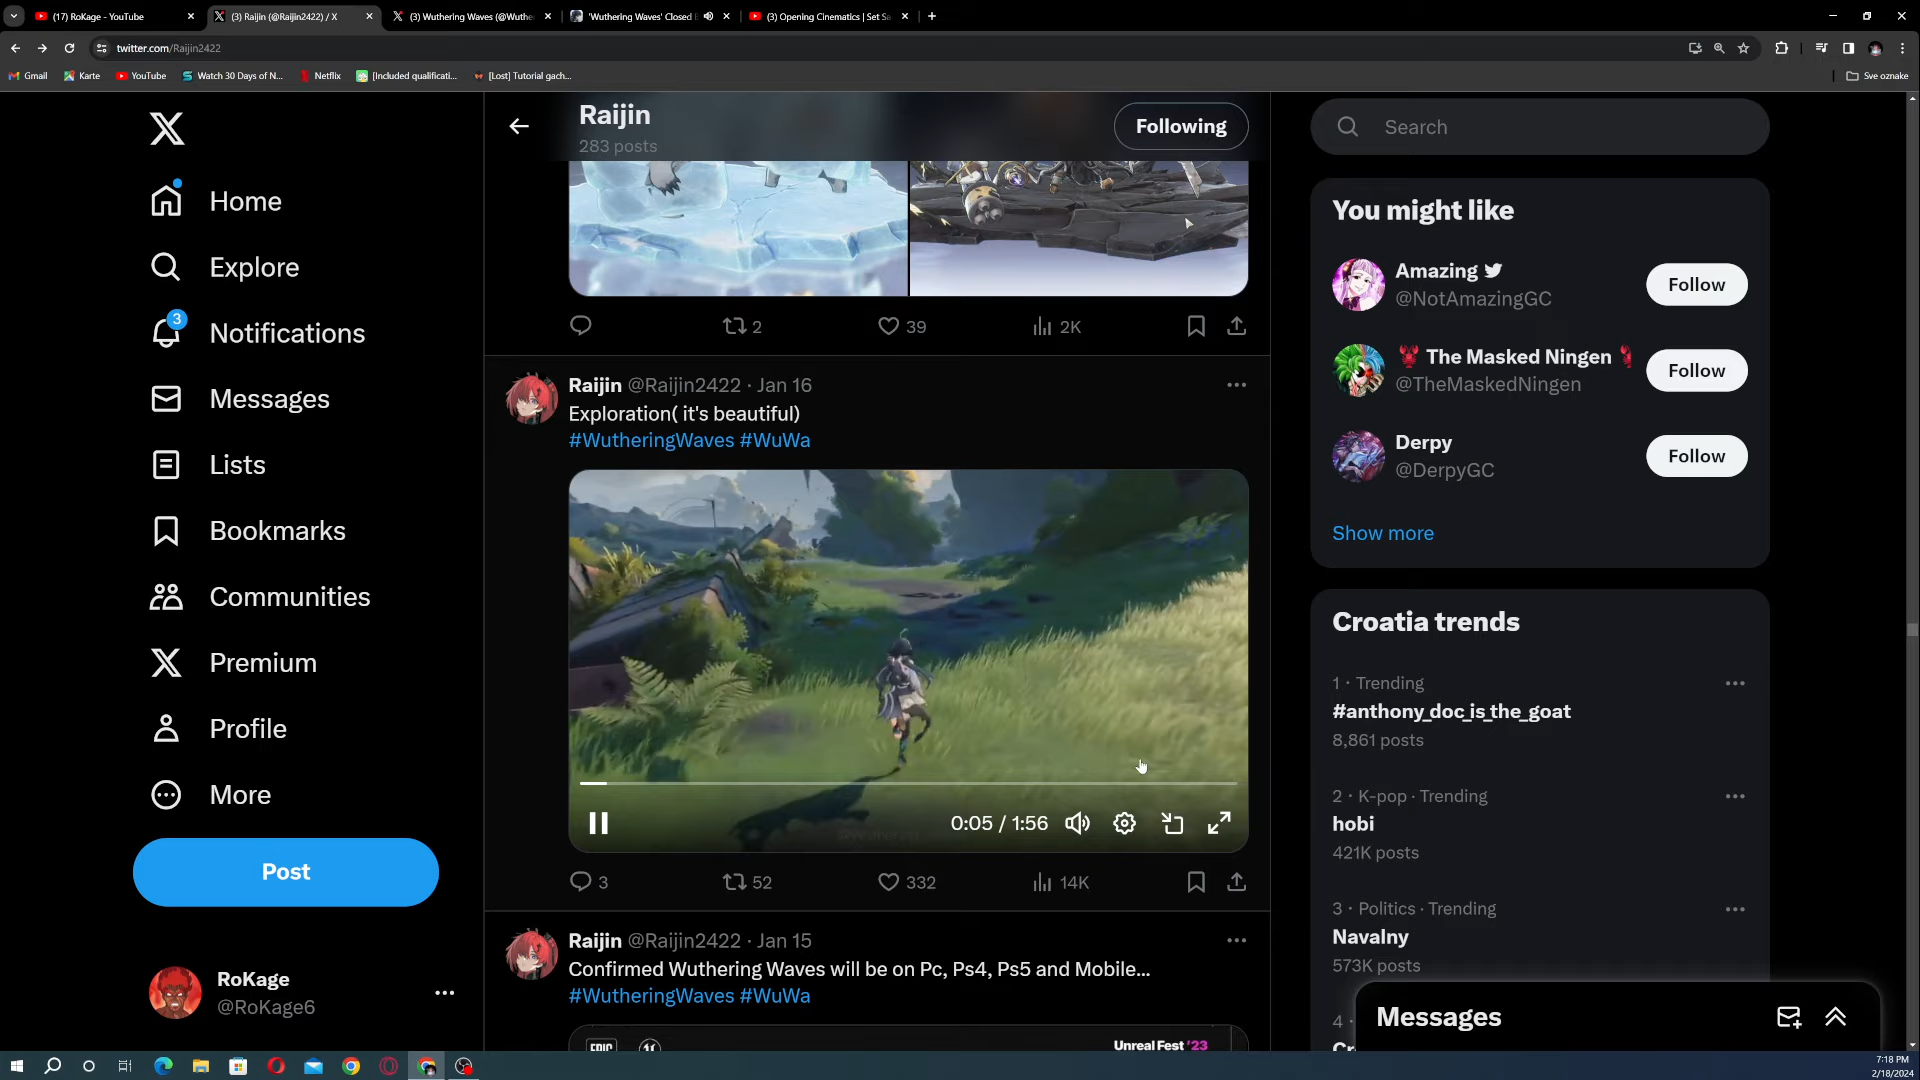 (17) RoKage - YouTube
(3) Raijin (@Raijin2422) / X
(3) Wuthering Waves (@Wuthe
'Wuthering Waves' Closed
(3) Opening Cinematics | Set Sa
twitter.com/Raijin2422
Gmail
Karte
YouTube
Watch 30 Days of N...
Netflix
[Included qualificati...
[Lost] Tutorial gach...
Sve oznake
Raijin
283 posts
Following
Search
Home
Explore
3
Notifications
Messages
Lists
Bookmarks
Communities
Premium
Profile
More
Post
RoKage
@RoKage6
2
39
2K
Raijin @Raijin2422 · Jan 16
Exploration( it's beautiful)
#WutheringWaves #WuWa
0:05 / 1:56
3
52
332
14K
Raijin @Raijin2422 · Jan 15
Confirmed Wuthering Waves will be on Pc, Ps4, Ps5 and Mobile...
#WutheringWaves #WuWa
EPIC
Unreal Fest '23
You might like
Amazing
@NotAmazingGC
Follow
The Masked Ningen
@TheMaskedNingen
Follow
Derpy
@DerpyGC
Follow
Show more
Croatia trends
1 · Trending
#anthony_doc_is_the_goat
8,861 posts
2 · K-pop · Trending
hobi
421K posts
3 · Politics · Trending
Navalny
573K posts
4 ·
Messages
7:18 PM
2/18/2024